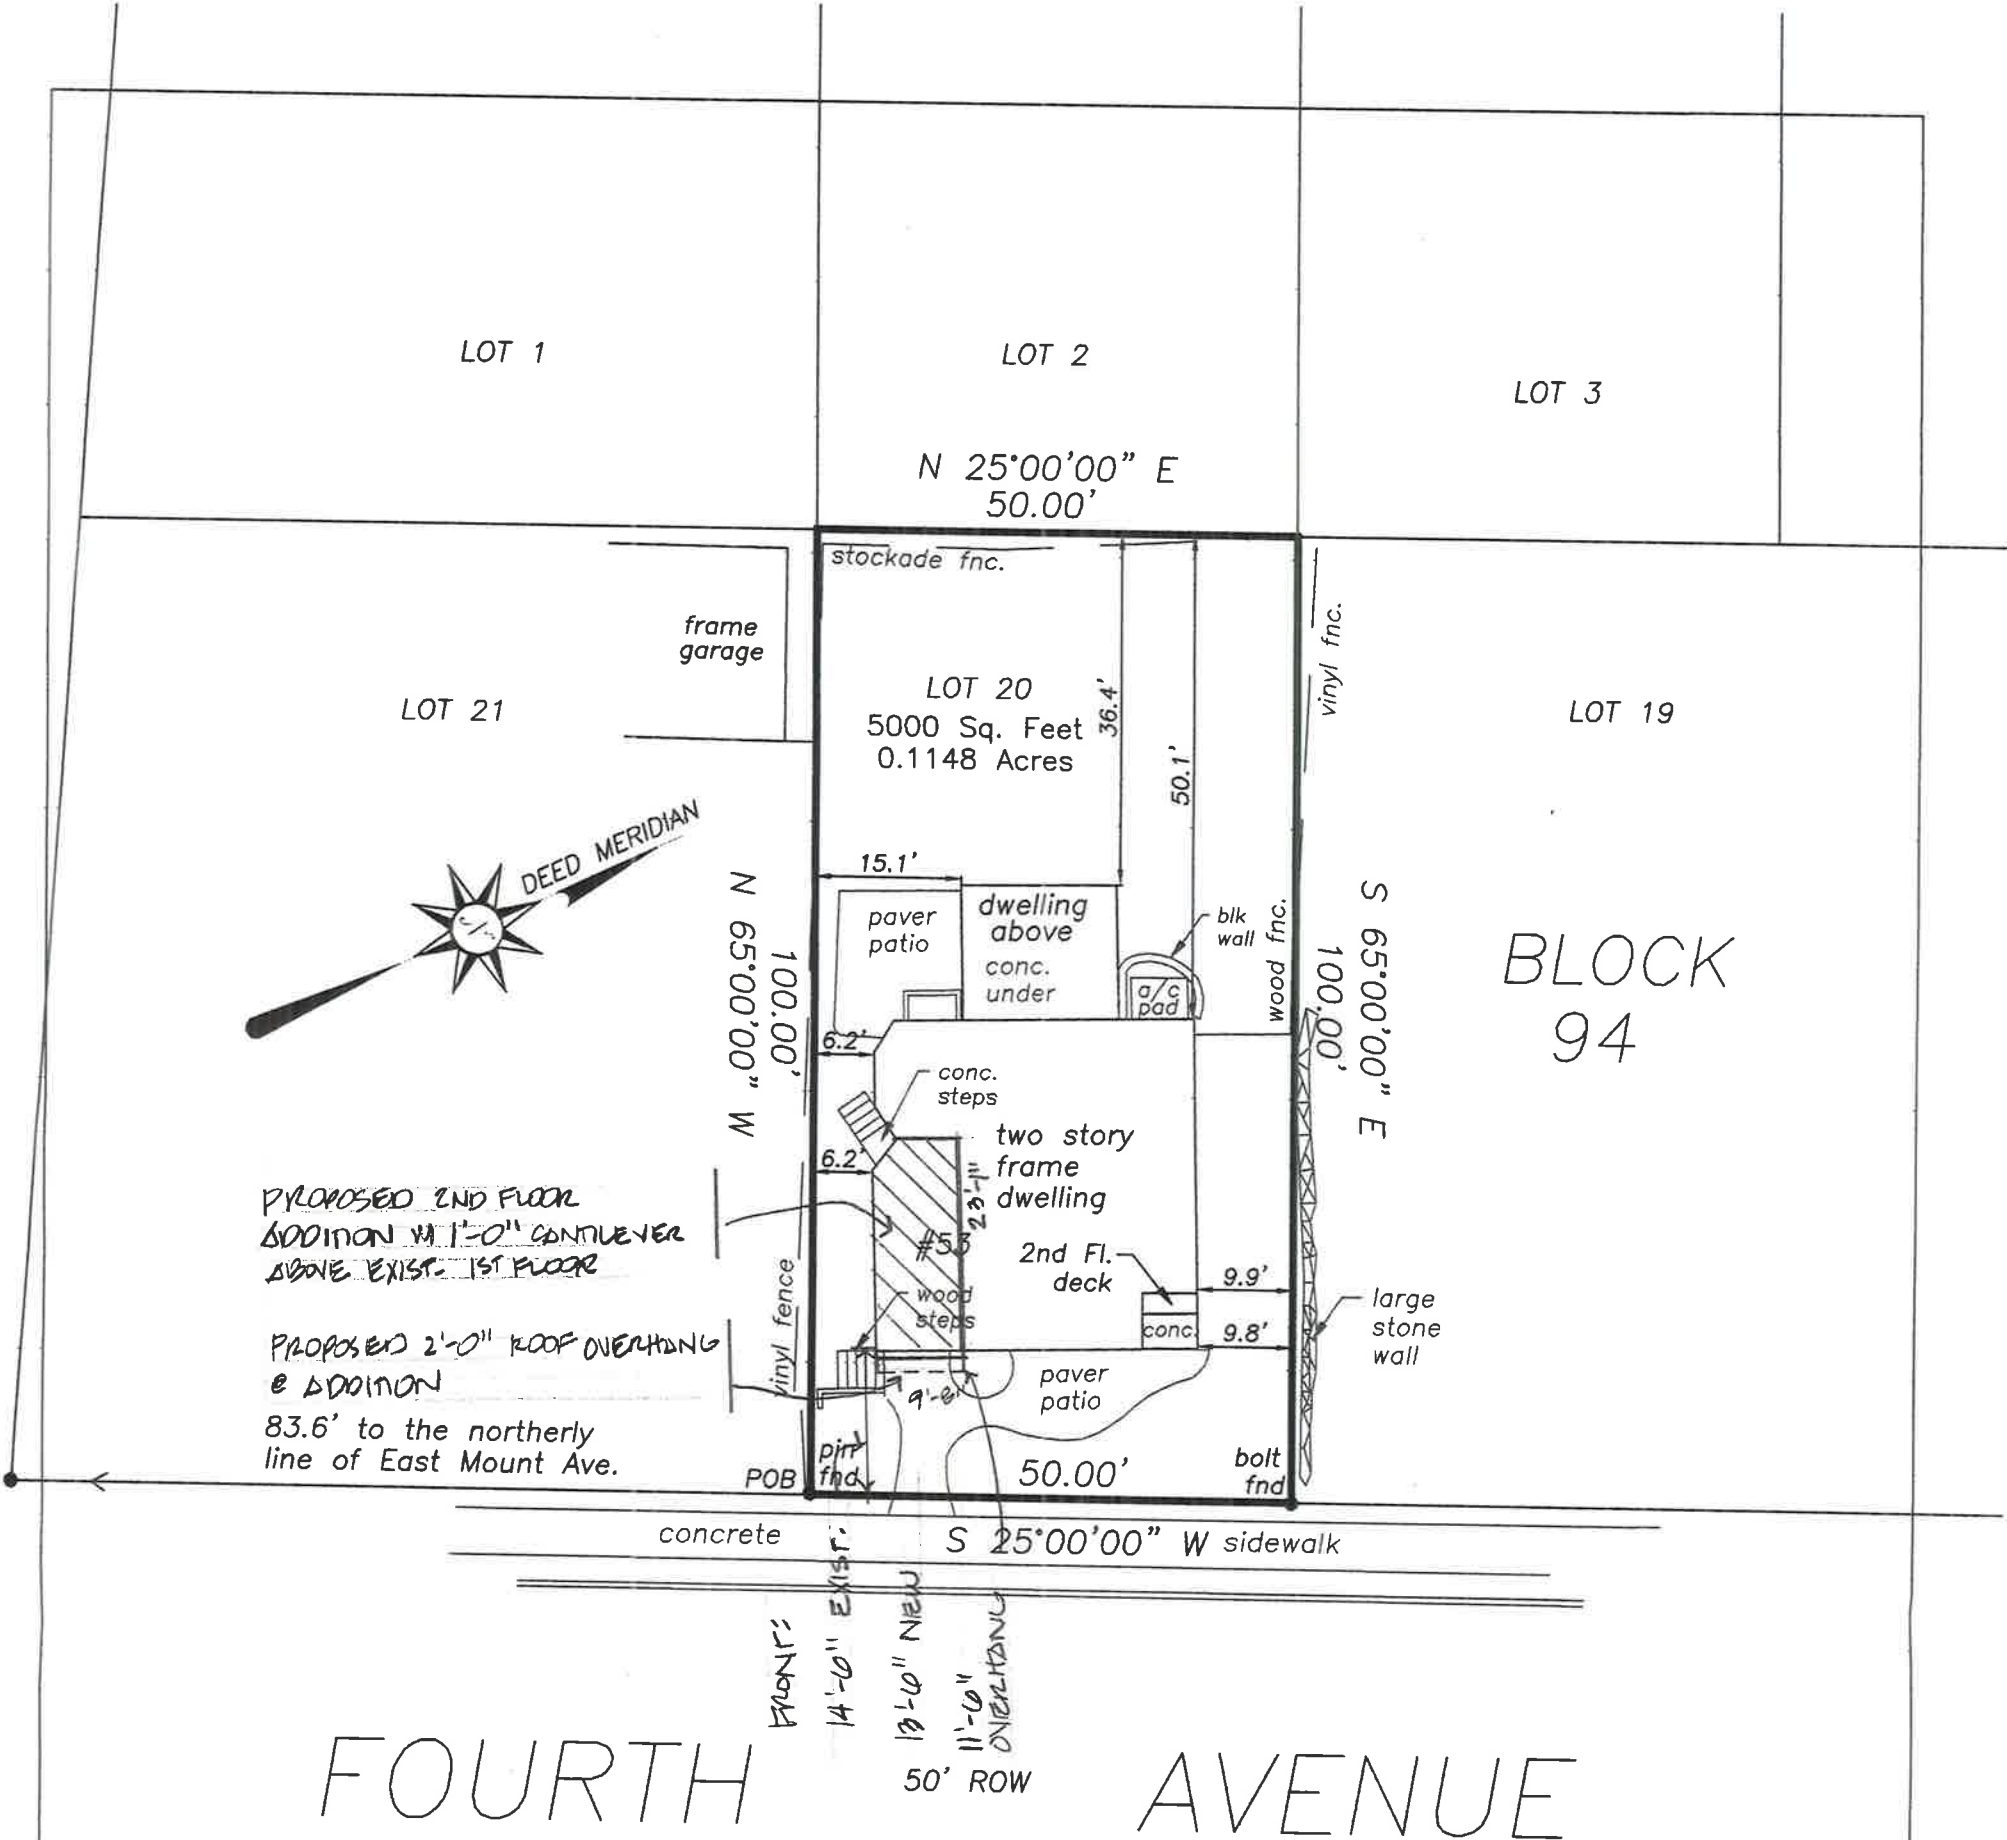 LOT 1
LOT 2
LOT 3
N 25°00'00" E
50.00'
stockade fnc.
frame
garage
LOT 21
LOT 20
5000 Sq. Feet
0.1148 Acres
36.4'
50.1'
vinyl fnc.
LOT 19
DEED MERIDIAN
N 65°00'00" W
100.00'
15.1'
paver
patio
dwelling
above
conc.
under
blk
wall
a/c
pad
wood fnc.
S 65°00'00" E
100.00'
BLOCK
94
6.2'
conc.
steps
6.2'
two story
frame
dwelling
23'-1"
#53
PROPOSED 2ND FLOOR
ADDITION W/ 1'-0" CANTILEVER
ABOVE EXIST. 1ST FLOOR
2nd Fl.
deck
wood
steps
conc.
9.9'
9.8'
large
stone
wall
vinyl fence
PROPOSED 2'-0" ROOF OVERHANG
@ ADDITION
9'-8"
paver
patio
83.6' to the northerly
line of East Mount Ave.
POB
pin
fnd
50.00'
bolt
fnd
concrete
S 25°00'00" W
sidewalk
FRONT:
14'-6" EXIST.
13'-6" NEW
11'-6"
OVERHANG
FOURTH AVENUE
50' ROW